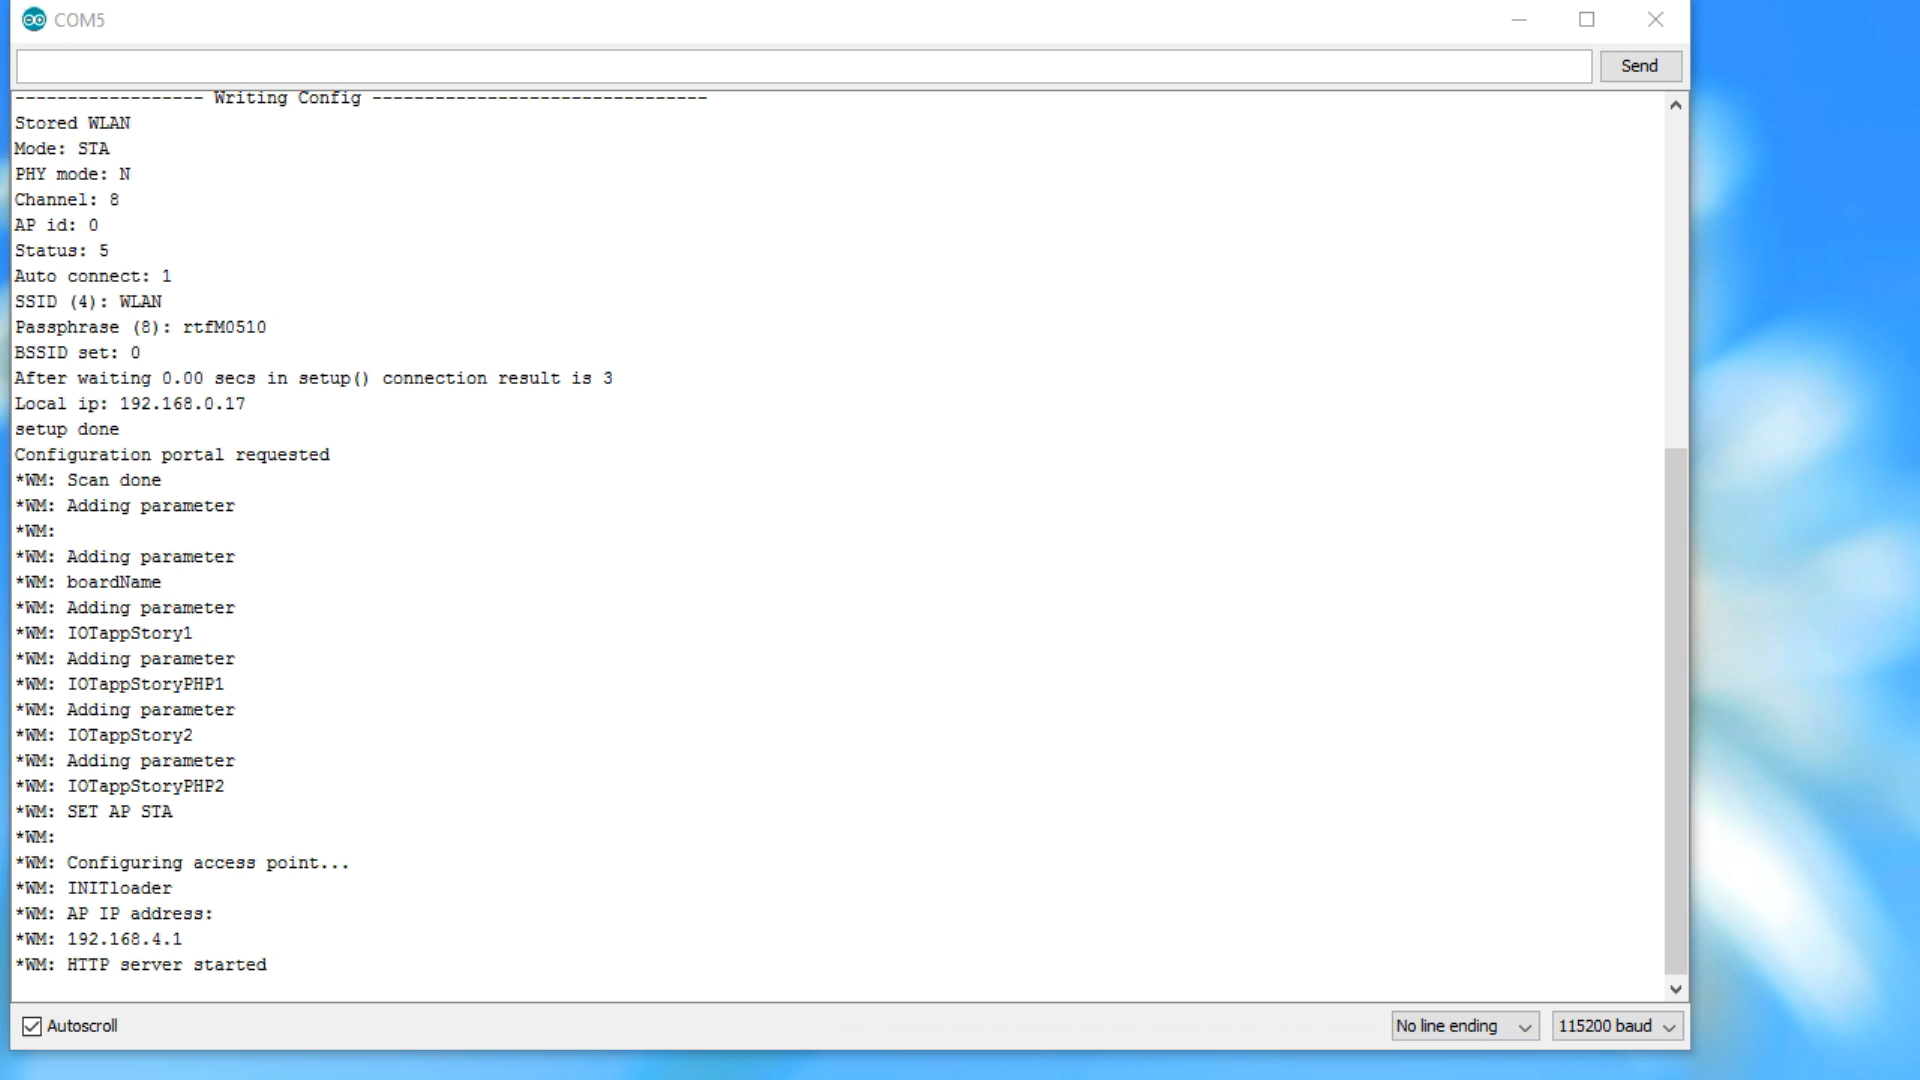 COM5
Send
------------------ Writing Config --------------------------------
Stored WLAN
Mode: STA
PHY mode: N
Channel: 8
AP id: 0
Status: 5
Auto connect: 1
SSID (4): WLAN
Passphrase (8): rtfM0510
BSSID set: 0
After waiting 0.00 secs in setup() connection result is 3
Local ip: 192.168.0.17
setup done
Configuration portal requested
*WM: Scan done
*WM: Adding parameter
*WM:
*WM: Adding parameter
*WM: boardName
*WM: Adding parameter
*WM: IOTappStory1
*WM: Adding parameter
*WM: IOTappStoryPHP1
*WM: Adding parameter
*WM: IOTappStory2
*WM: Adding parameter
*WM: IOTappStoryPHP2
*WM: SET AP STA
*WM:
*WM: Configuring access point...
*WM: INITloader
*WM: AP IP address:
*WM: 192.168.4.1
*WM: HTTP server started
Autoscroll
No line ending
115200 baud